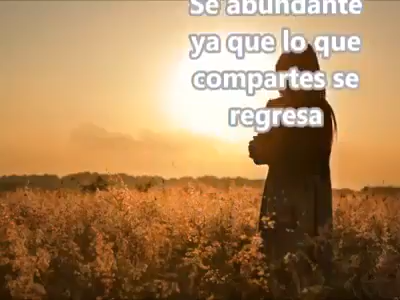 Se abundante
ya que lo que
compartes se
regresa